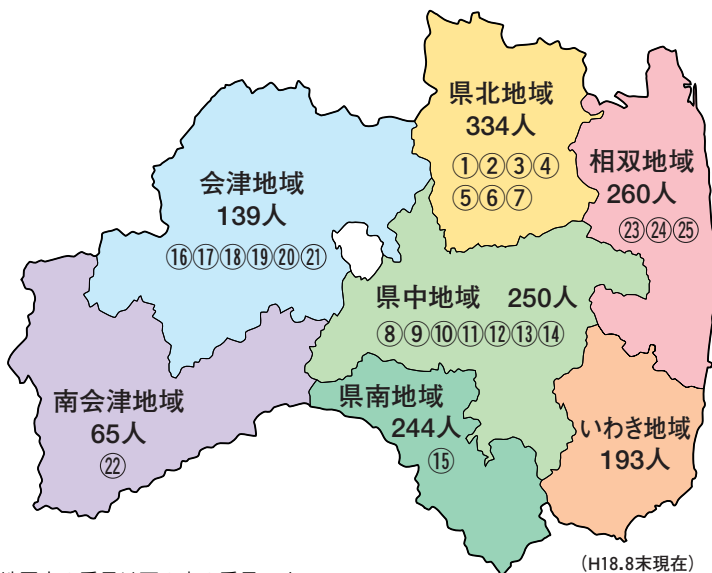 県北地域
334人
①②③④
⑤⑥⑦
会津地域
139人
⑯⑰⑱⑲⑳㉑
相双地域
260人
㉓㉔㉕
県中地域　250人
⑧⑨⑩⑪⑫⑬⑭
南会津地域
65人
㉒
県南地域
244人
⑮
いわき地域
193人
(H18.8末現在)